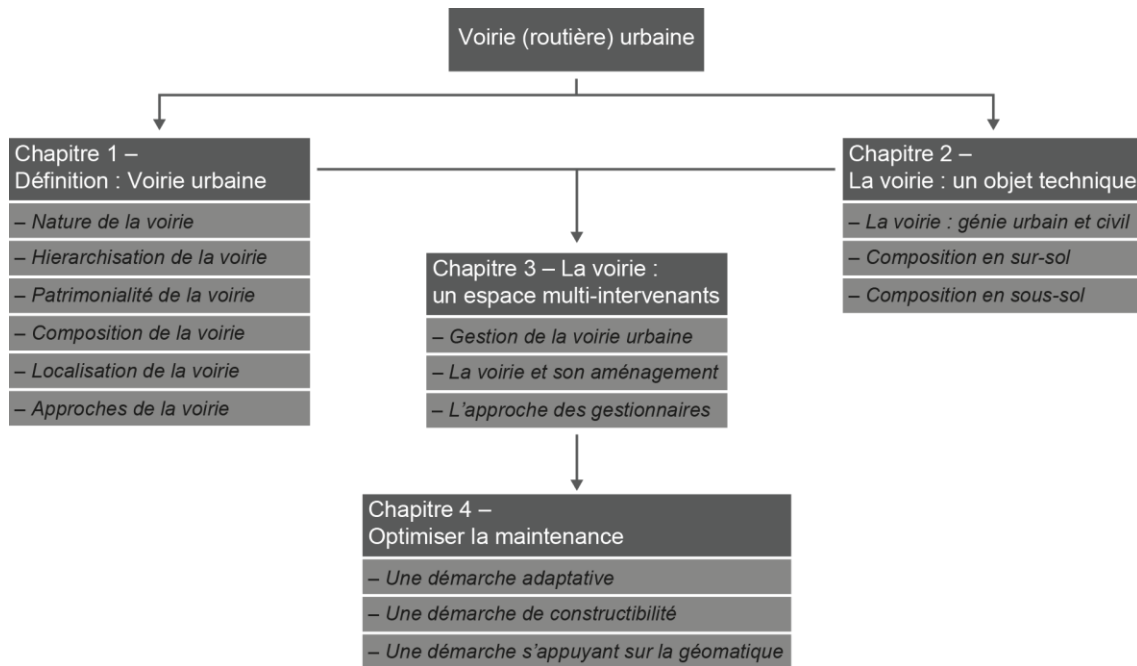 Voirie (routière) urbaine
Chapitre 1 –
Définition : Voirie urbaine
– Nature de la voirie
– Hierarchisation de la voirie
– Patrimonialité de la voirie
– Composition de la voirie
– Localisation de la voirie
– Approches de la voirie
Chapitre 2 –
La voirie : un objet technique
– La voirie : génie urbain et civil
– Composition en sur-sol
– Composition en sous-sol
Chapitre 3 – La voirie :
un espace multi-intervenants
– Gestion de la voirie urbaine
– La voirie et son aménagement
– L'approche des gestionnaires
Chapitre 4 –
Optimiser la maintenance
– Une démarche adaptative
– Une démarche de constructibilité
– Une démarche s'appuyant sur la géomatique